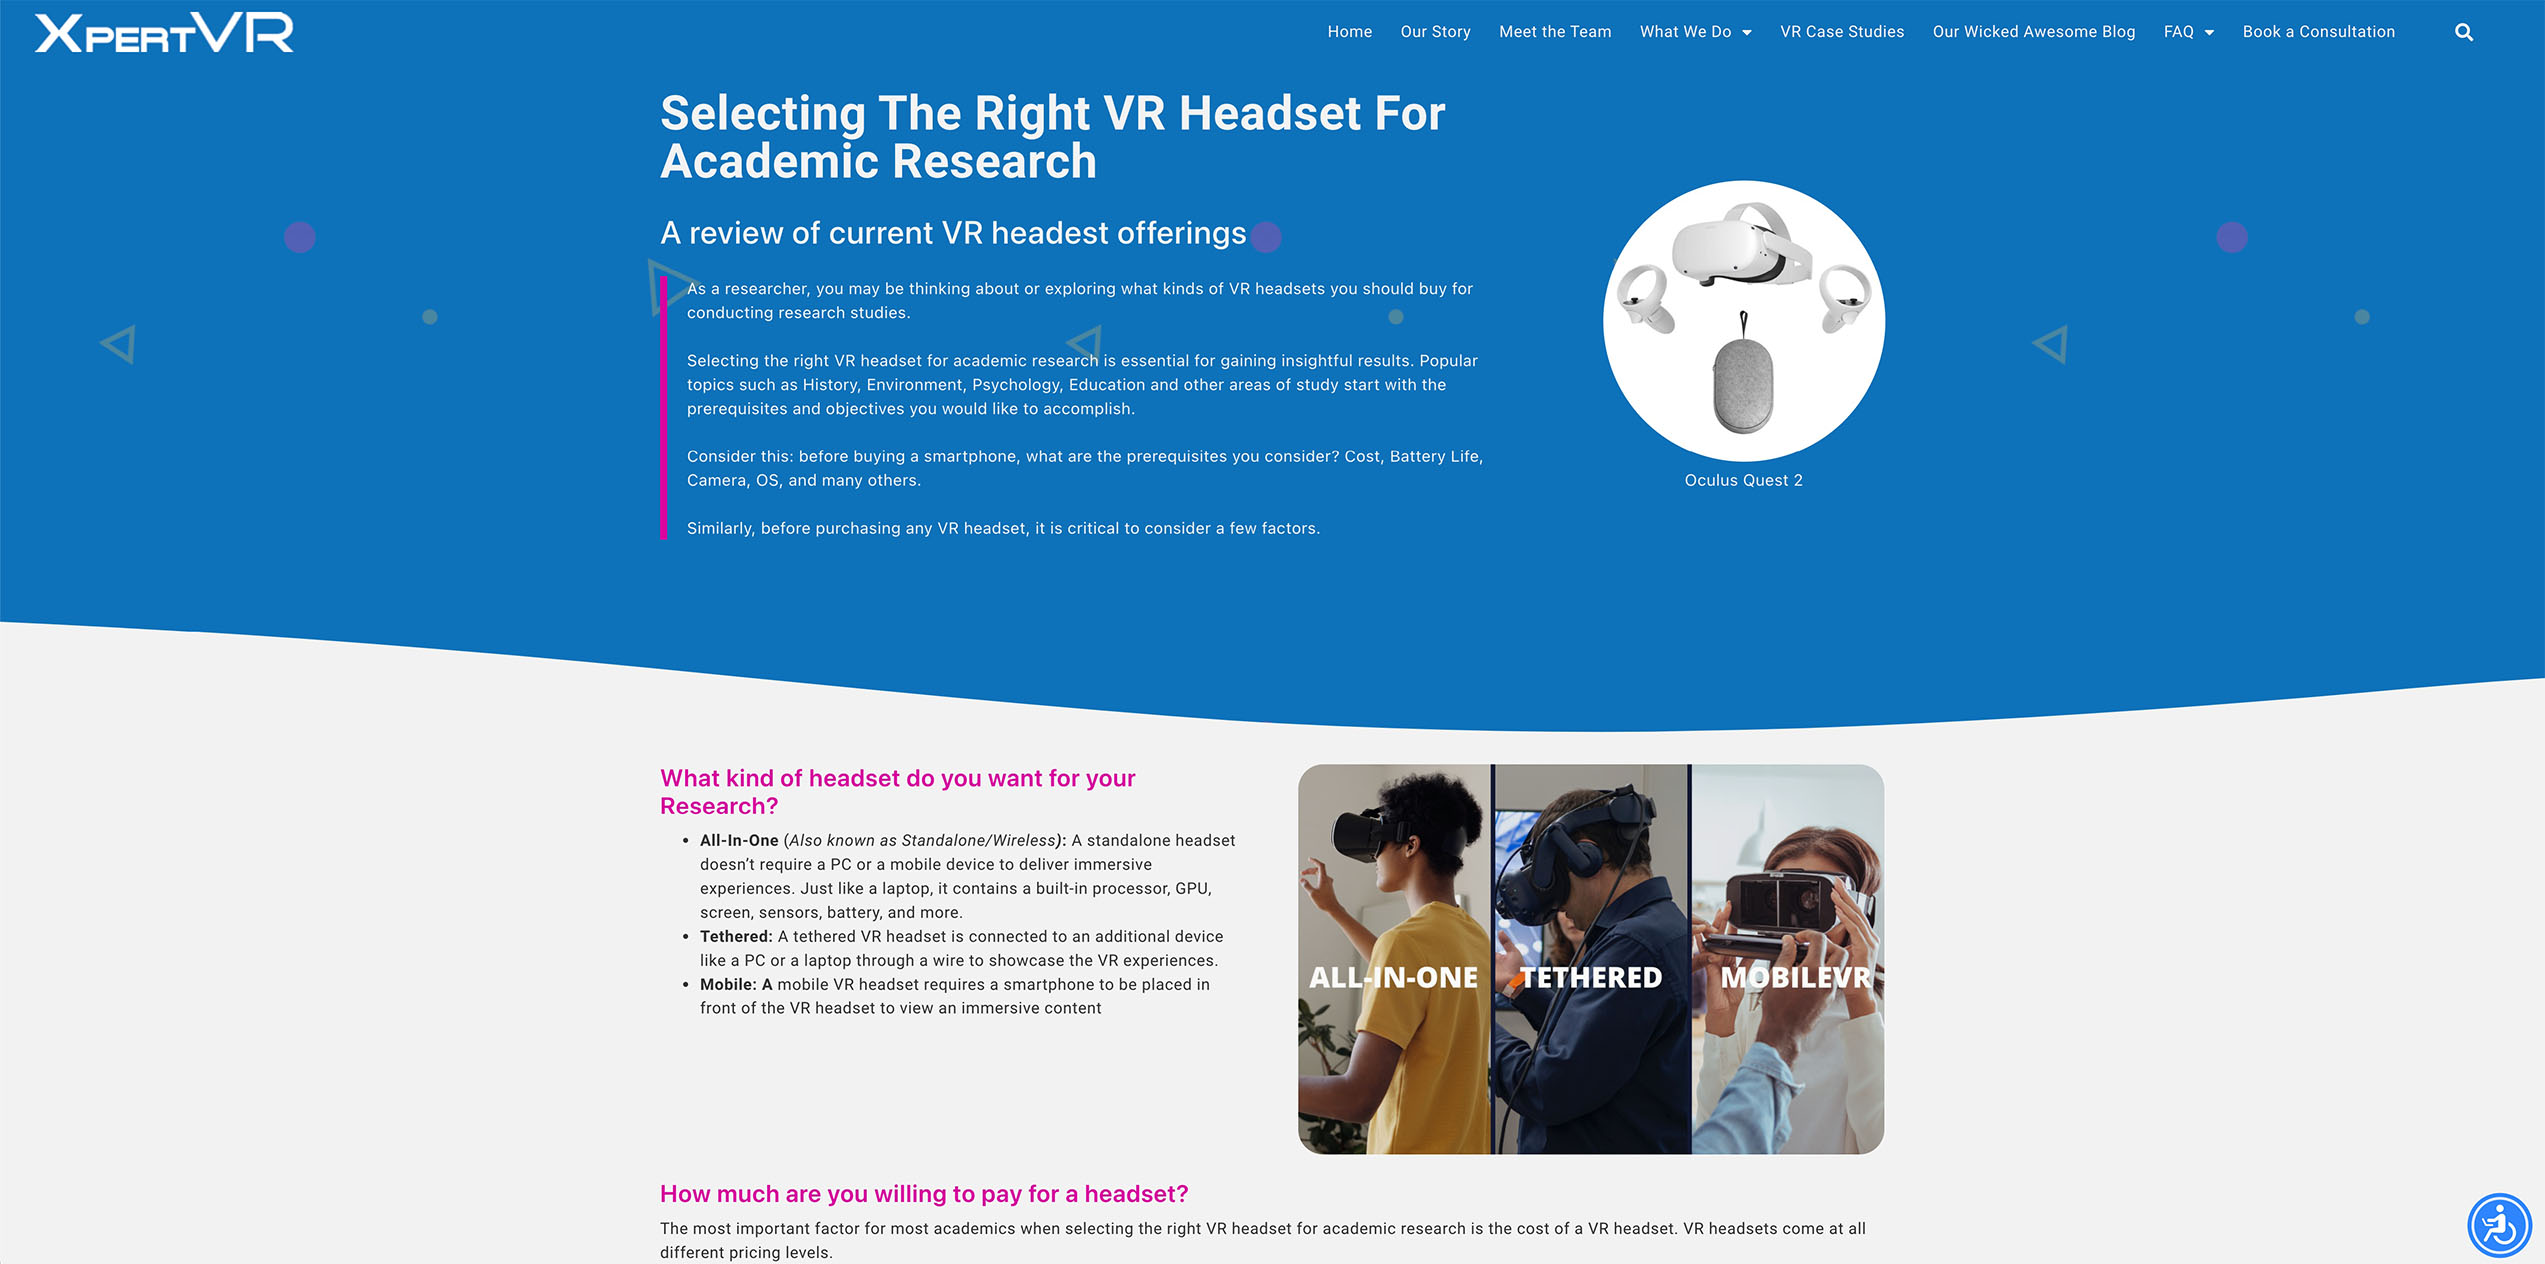 XPERTVR
Home Our Story Meet the Team What We Do VR Case Studies Our Wicked Awesome Blog FAQ Book a Consultation
Selecting The Right VR Headset For
Academic Research
A review of current VR headest offerings
As a researcher, you may be thinking about or exploring what kinds of VR headsets you should buy for
conducting research studies.
Selecting the right VR headset for academic research is essential for gaining insightful results. Popular
topics such as History, Environment, Psychology, Education and other areas of study start with the
prerequisites and objectives you would like to accomplish.
Consider this: before buying a smartphone, what are the prerequisites you consider? Cost, Battery Life,
Camera, OS, and many others.
Similarly, before purchasing any VR headset, it is critical to consider a few factors.
Oculus Quest 2
What kind of headset do you want for your
Research?
• All-In-One (Also known as Standalone/Wireless): A standalone headset
doesn’t require a PC or a mobile device to deliver immersive
experiences. Just like a laptop, it contains a built-in processor, GPU,
screen, sensors, battery, and more.
• Tethered: A tethered VR headset is connected to an additional device
like a PC or a laptop through a wire to showcase the VR experiences.
• Mobile: A mobile VR headset requires a smartphone to be placed in
front of the VR headset to view an immersive content
ALL-IN-ONE TETHERED MOBILEVR
How much are you willing to pay for a headset?
The most important factor for most academics when selecting the right VR headset for academic research is the cost of a VR headset. VR headsets come at all
different pricing levels.